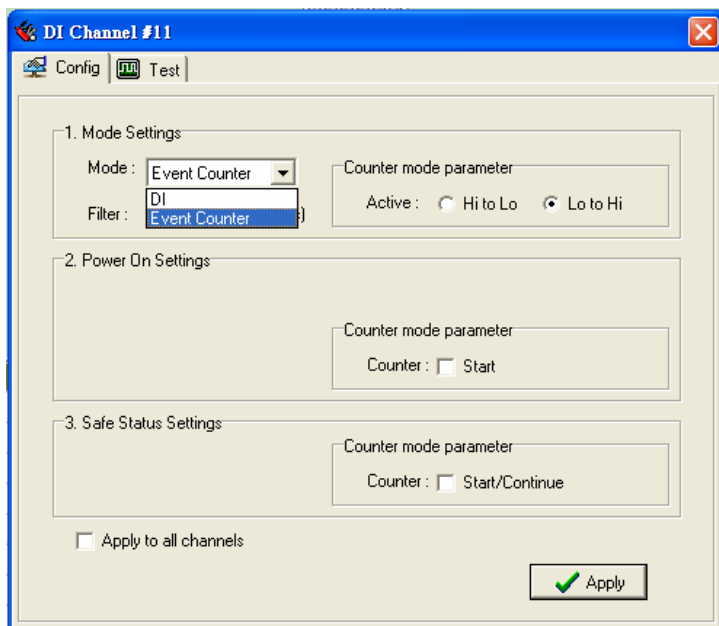 DI Channel #11
Config Test
1. Mode Settings
Mode : Event Counter
DI
Event Counter
Filter :
Counter mode parameter
Active : Hi to Lo Lo to Hi
2. Power On Settings
Counter mode parameter
Counter : Start
3. Safe Status Settings
Counter mode parameter
Counter : Start/Continue
Apply to all channels
Apply